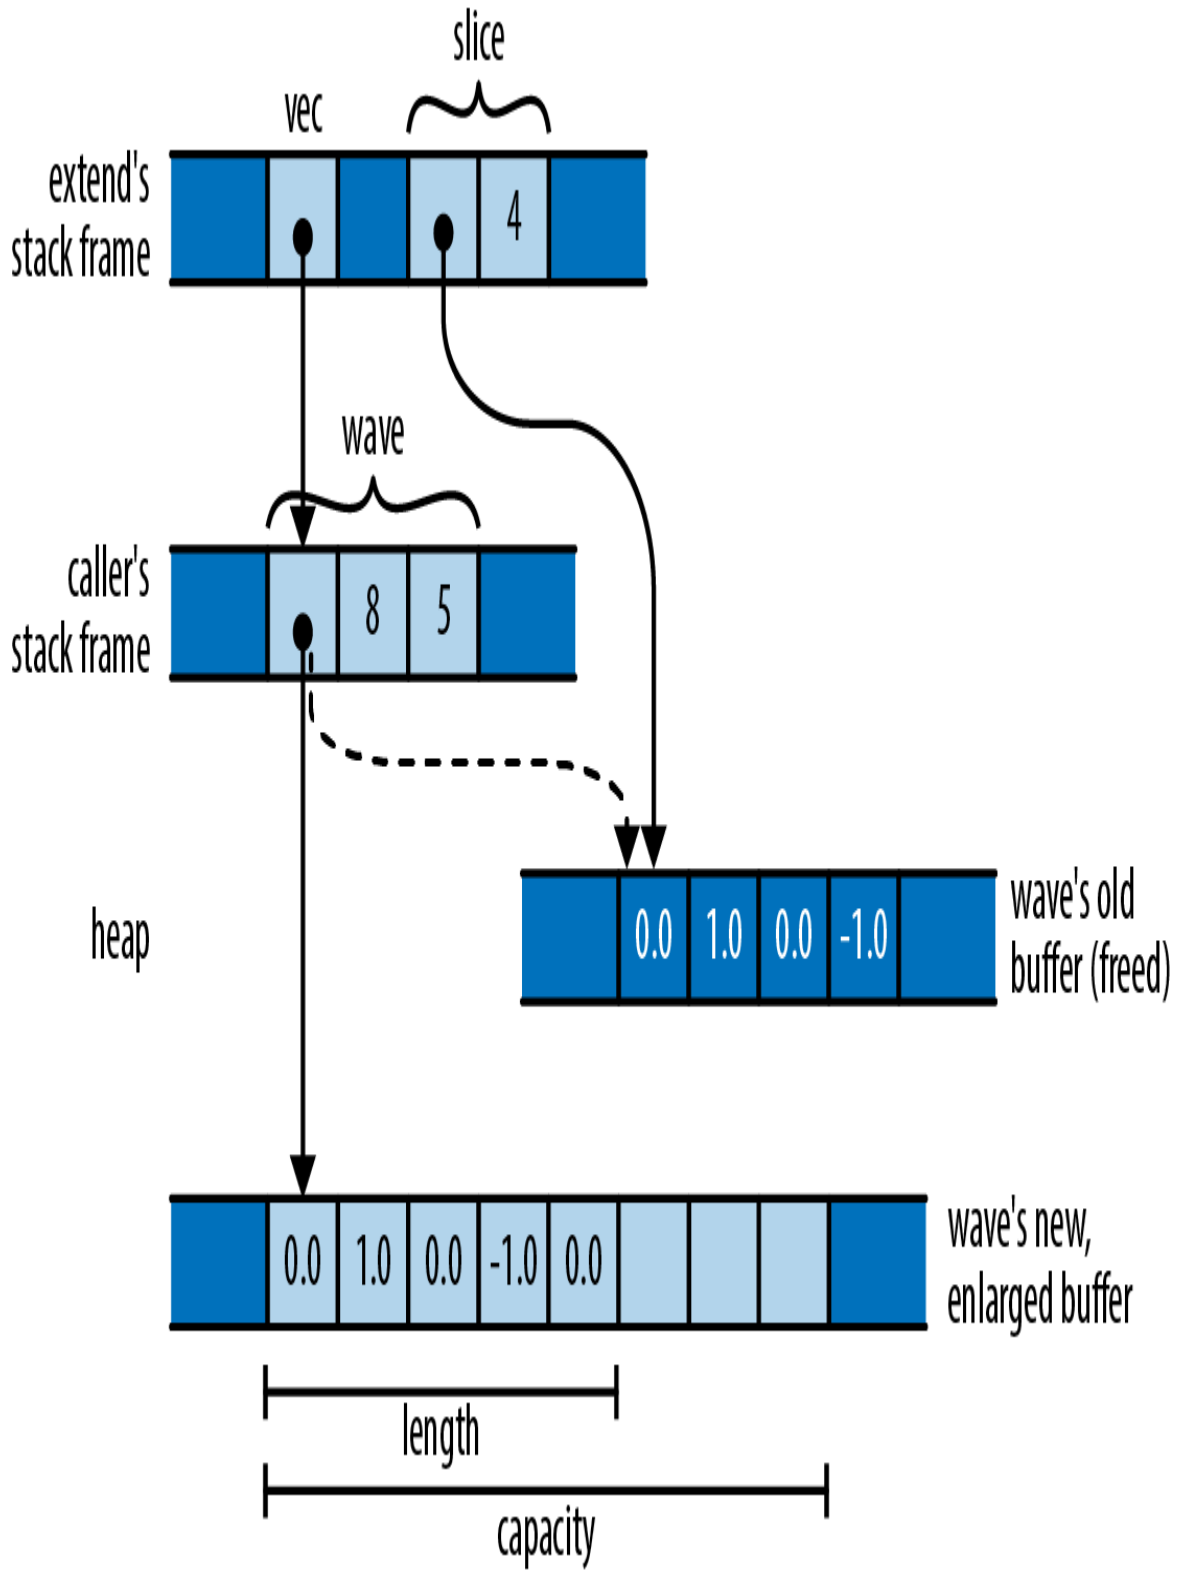 slice
vec
extend's
stack frame
4
wave
caller's
stack frame
8 5
heap
0.0 1.0 0.0 -1.0
wave's old
buffer (freed)
0.0 1.0 0.0 -1.0 0.0
wave's new,
enlarged buffer
length
capacity